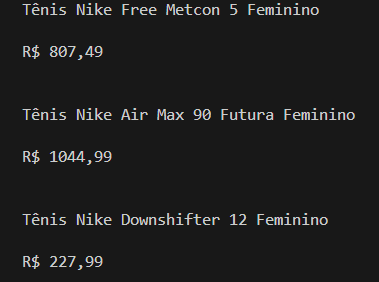 Tênis Nike Free Metcon 5 Feminino
R$ 807,49
Tênis Nike Air Max 90 Futura Feminino
R$ 1044,99
Tênis Nike Downshifter 12 Feminino
R$ 227,99